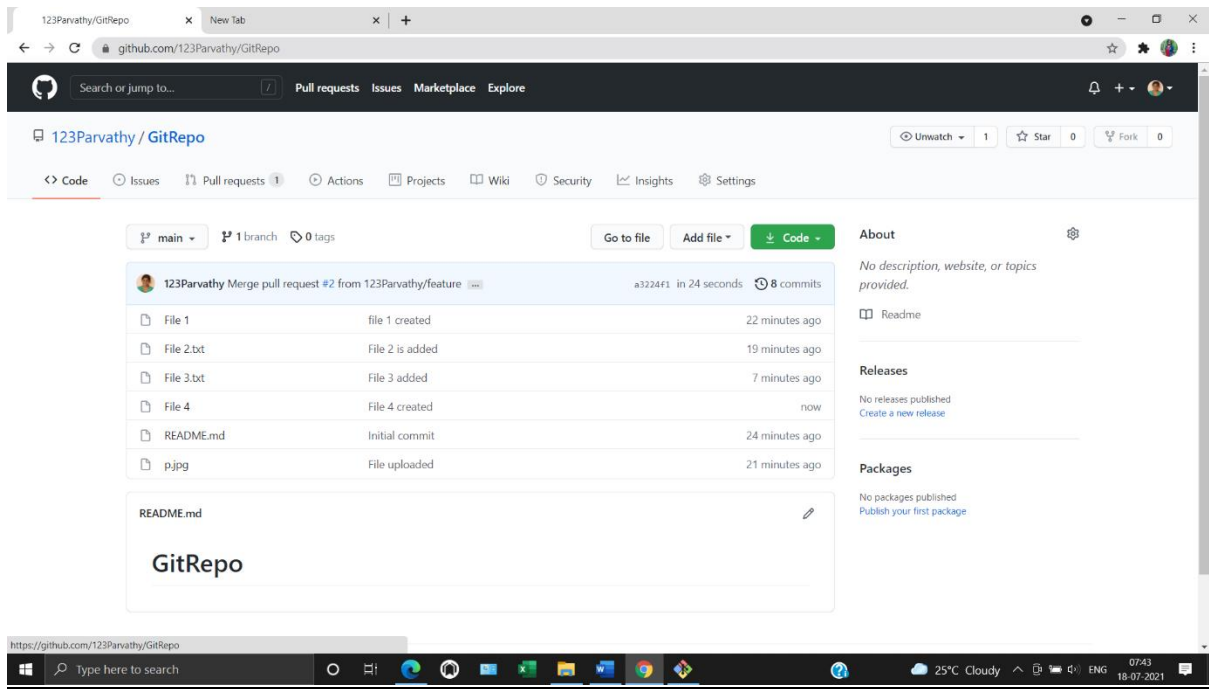 123Parvathy/GitRepo
New Tab
github.com/123Parvathy/GitRepo
Search or jump to... /
Pull requests Issues Marketplace Explore
123Parvathy / GitRepo
Unwatch 1 Star 0 Fork 0
<> Code Issues Pull requests 1 Actions Projects Wiki Security Insights Settings
main 1 branch 0 tags Go to file Add file Code
123Parvathy Merge pull request #2 from 123Parvathy/feature ... a3224f1 in 24 seconds 8 commits
File 1 file 1 created 22 minutes ago
File 2.txt File 2 is added 19 minutes ago
File 3.txt File 3 added 7 minutes ago
File 4 File 4 created now
README.md Initial commit 24 minutes ago
p.jpg File uploaded 21 minutes ago
README.md
GitRepo
About
No description, website, or topics
provided.
Readme
Releases
No releases published
Create a new release
Packages
No packages published
Publish your first package
https://github.com/123Parvathy/GitRepo
Type here to search
25°C Cloudy ENG
07:43
18-07-2021